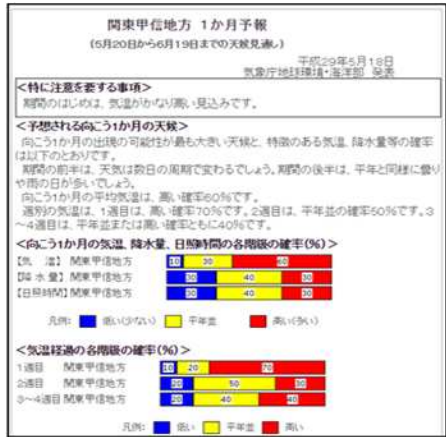 関東甲信地方 1か月予報
(5月20日から6月19日までの天候見通し)
平成29年5月18日
気象庁地球環境・海洋部 発表
<特に注意を要する事項>
期間のはじめは、気温がかなり高い見込みです。
<予想される向こう1か月の天候>
向こう1か月の出現の可能性が最も大きい天候と、特徴のある気温、降水量等の確率
は以下のとおりです。
期間の前半は、天気は数日の周期で変わるでしょう。期間の後半は、平年と同様に曇り
や雨の日が多いでしょう。
向こう1か月の平均気温は、高い確率60%です。
週別の気温は、1週目は、高い確率70%です。2週目は、平年並の確率50%です。3
~4週目は、平年並または高い確率ともに40%です。
<向こう1か月の気温、降水量、日照時間の各階級の確率(%)>
【気 温】 関東甲信地方 10 30 60
【降 水 量】 関東甲信地方 30 40 30
【日照時間】 関東甲信地方 30 40 30
凡例: 低い(少ない) 平年並 高い(多い)
<気温経過の各階級の確率(%)>
1週目 関東甲信地方 10 20 70
2週目 関東甲信地方 20 50 30
3~4週目 関東甲信地方 20 40 40
凡例: 低い 平年並 高い